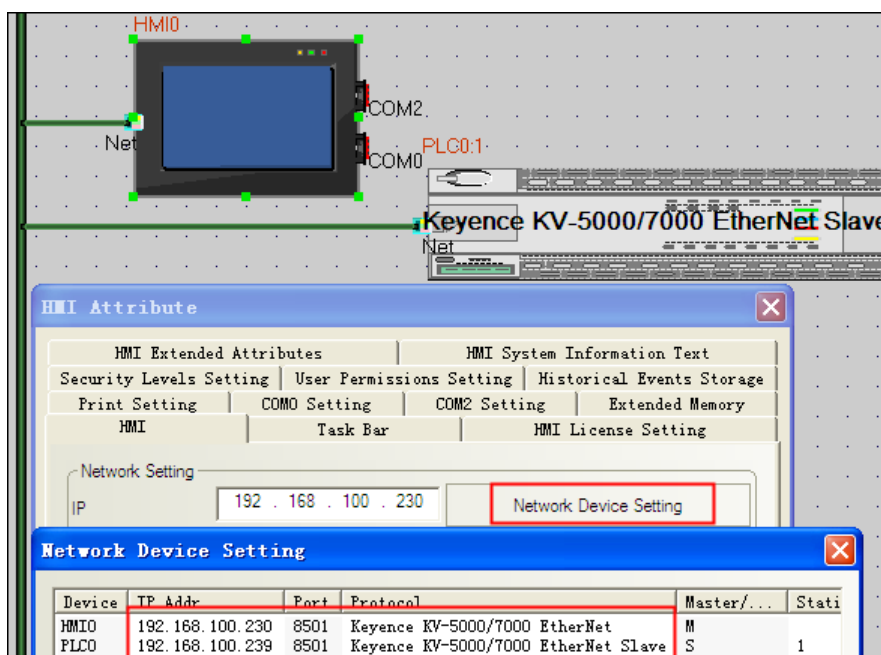 HMI0
COM2
Net
COM0
PLC0:1
Keyence KV-5000/7000 EtherNet Slave
Net
HMI Attribute
HMI Extended Attributes HMI System Information Text
Security Levels Setting User Permissions Setting Historical Events Storage
Print Setting COM0 Setting COM2 Setting Extended Memory
HMI Task Bar HMI License Setting
Network Setting
IP 192 . 168 . 100 . 230 Network Device Setting
Network Device Setting
Device IP Addr Port Protocol Master/... Stati
HMI0 192.168.100.230 8501 Keyence KV-5000/7000 EtherNet M
PLC0 192.168.100.239 8501 Keyence KV-5000/7000 EtherNet Slave S 1